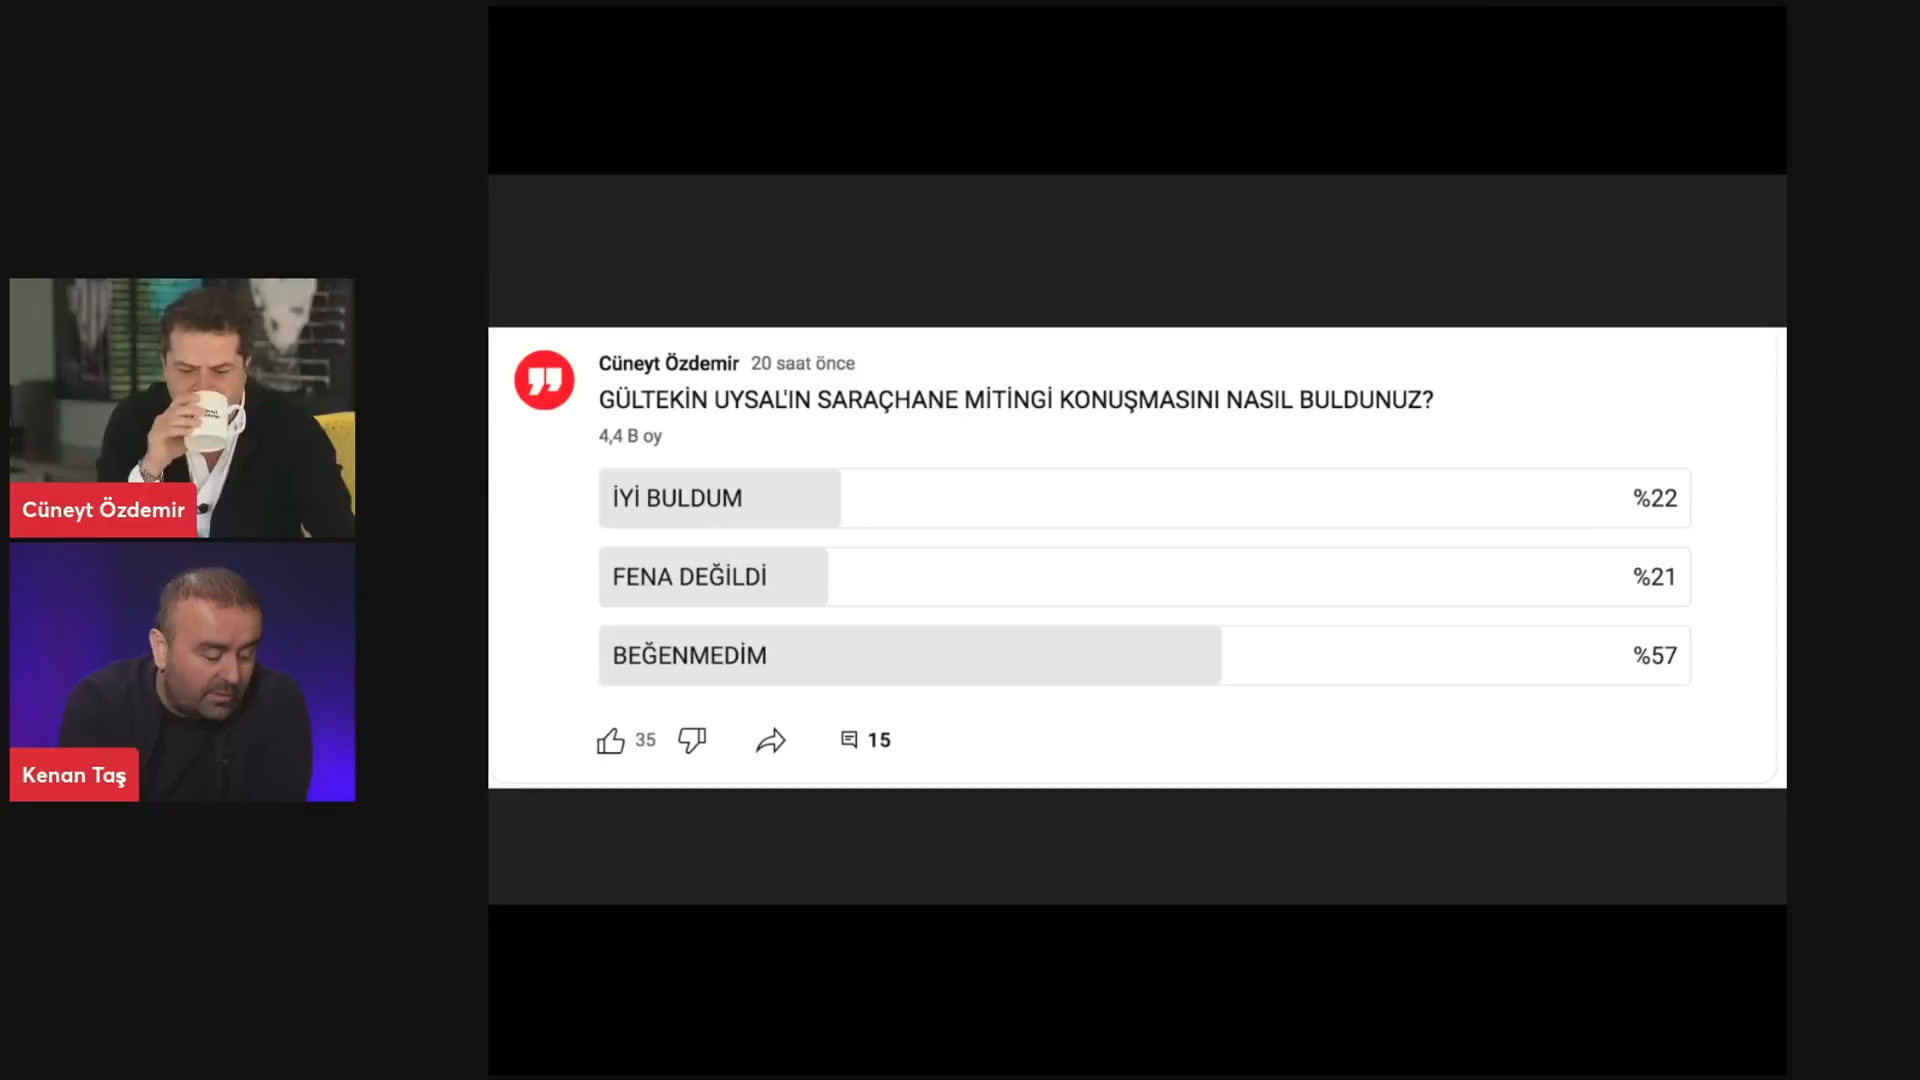 Cüneyt Özdemir
Kenan Taş
Cüneyt Özdemir 20 saat önce
GÜLTEKİN UYSAL'IN SARAÇHANE MİTİNGİ KONUŞMASINI NASIL BULDUNUZ?
4,4 B oy
İYİ BULDUM %22
FENA DEĞİLDİ %21
BEĞENMEDİM %57
35 15